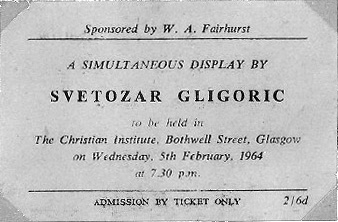 Sponsored by W. A. Fairhurst
A SIMULTANEOUS DISPLAY BY
SVETOZAR GLIGORIC
to be held in
The Christian Institute, Bothwell Street, Glasgow
on Wednesday, 5th February, 1964
at 7.30 p.m.
ADMISSION BY TICKET ONLY 2/6d